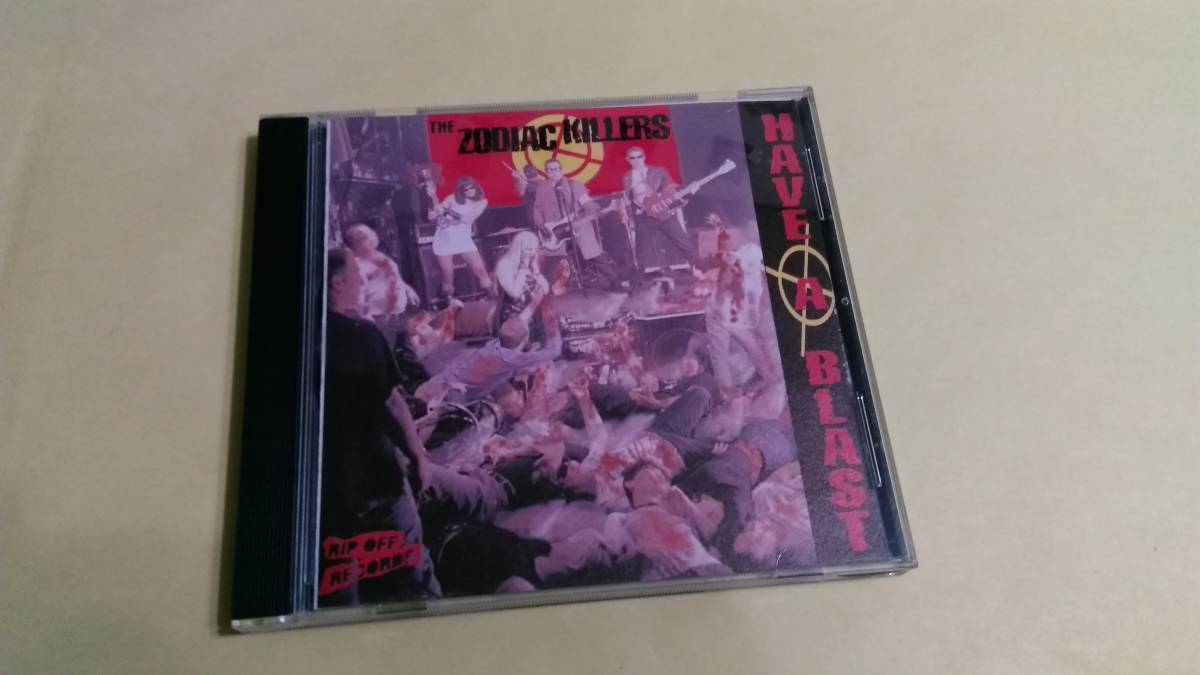 THE ZODIAC KILLERS
HAVE A BLAST
RIP OFF
RECORDS